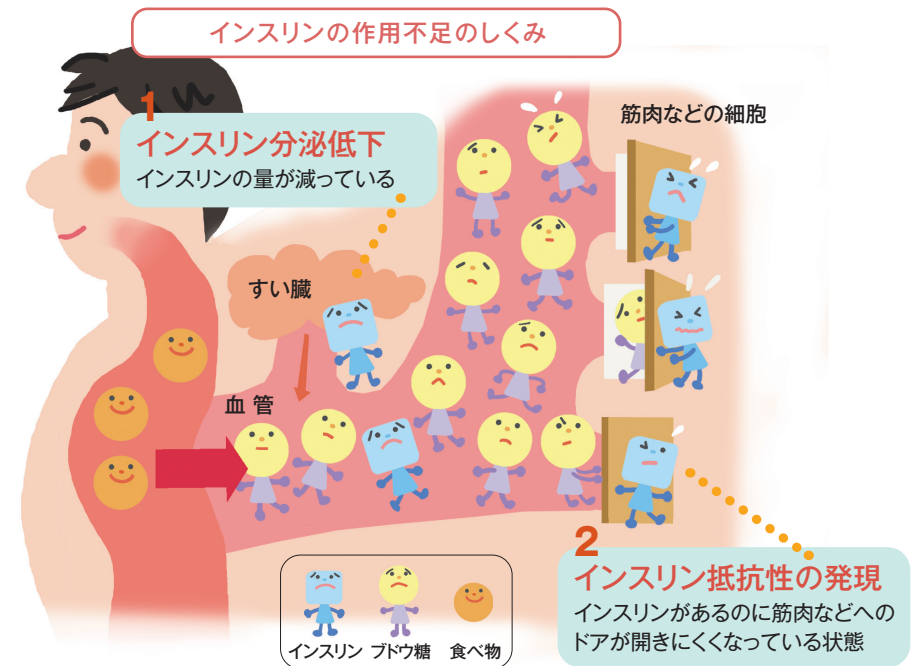 インスリンの作用不足のしくみ
1
インスリン分泌低下
インスリンの量が減っている
筋肉などの細胞
すい臓
血管
2
インスリン抵抗性の発現
インスリンがあるのに筋肉などへの
ドアが開きにくくなっている状態
インスリン ブドウ糖 食べ物